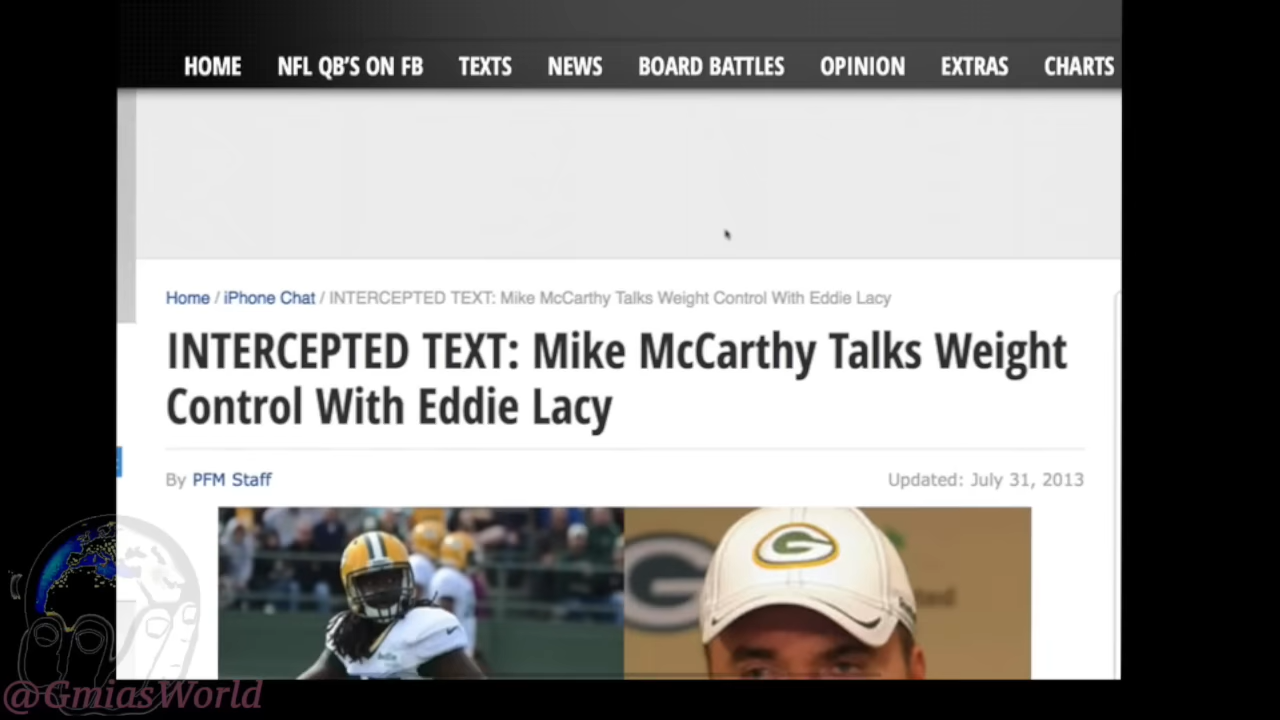 HOME NFL QB'S ON FB TEXTS NEWS BOARD BATTLES OPINION EXTRAS CHARTS
Home / iPhone Chat / INTERCEPTED TEXT: Mike McCarthy Talks Weight Control With Eddie Lacy
INTERCEPTED TEXT: Mike McCarthy Talks Weight
Control With Eddie Lacy
By PFM Staff Updated: July 31, 2013
G
G
@GmiasWorld